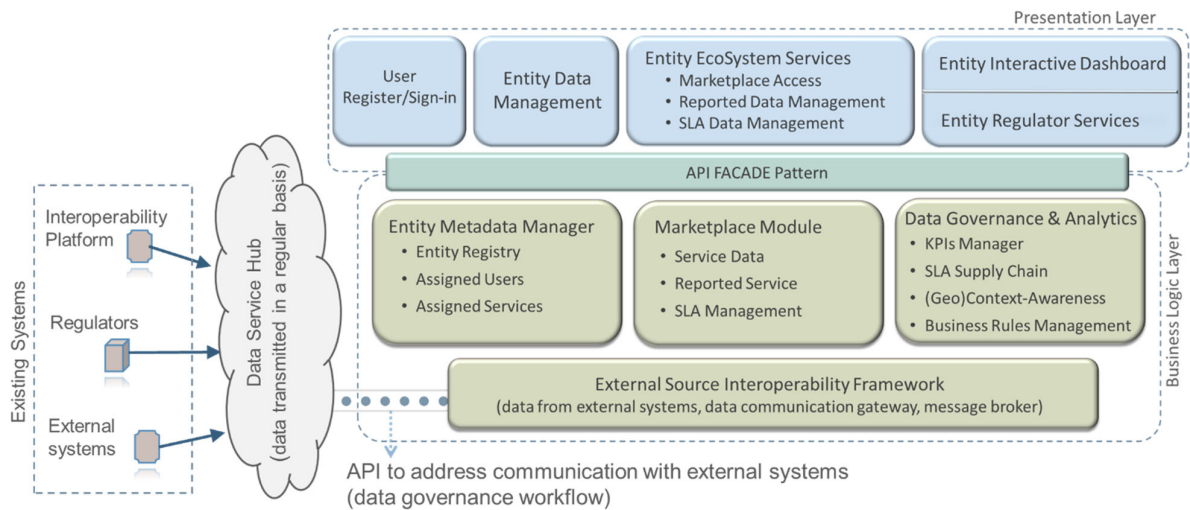 Presentation Layer
User
Register/Sign-in
Entity Data
Management
Entity EcoSystem Services
• Marketplace Access
• Reported Data Management
• SLA Data Management
Entity Interactive Dashboard
Entity Regulator Services
API FACADE Pattern
Existing Systems
Interoperability
Platform
Regulators
External
systems
Data Service Hub
(data transmitted in a regular basis)
Entity Metadata Manager
• Entity Registry
• Assigned Users
• Assigned Services
Marketplace Module
• Service Data
• Reported Service
• SLA Management
Data Governance & Analytics
• KPIs Manager
• SLA Supply Chain
• (Geo)Context-Awareness
• Business Rules Management
Business Logic Layer
External Source Interoperability Framework
(data from external systems, data communication gateway, message broker)
API to address communication with external systems
(data governance workflow)